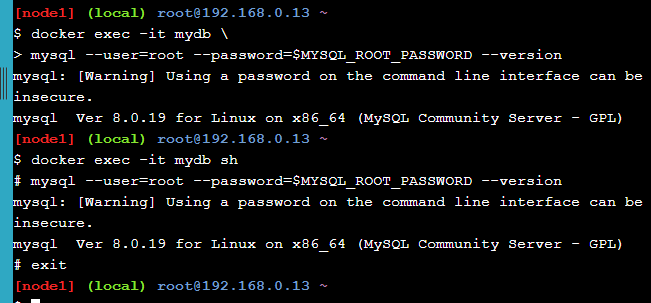 [node1] (local) root@192.168.0.13 ~
$ docker exec -it mydb \
> mysql --user=root --password=$MYSQL_ROOT_PASSWORD --version
mysql: [Warning] Using a password on the command line interface can be
insecure.
mysql  Ver 8.0.19 for Linux on x86_64 (MySQL Community Server - GPL)
[node1] (local) root@192.168.0.13 ~
$ docker exec -it mydb sh
# mysql --user=root --password=$MYSQL_ROOT_PASSWORD --version
mysql: [Warning] Using a password on the command line interface can be
insecure.
mysql  Ver 8.0.19 for Linux on x86_64 (MySQL Community Server - GPL)
# exit
[node1] (local) root@192.168.0.13 ~
$